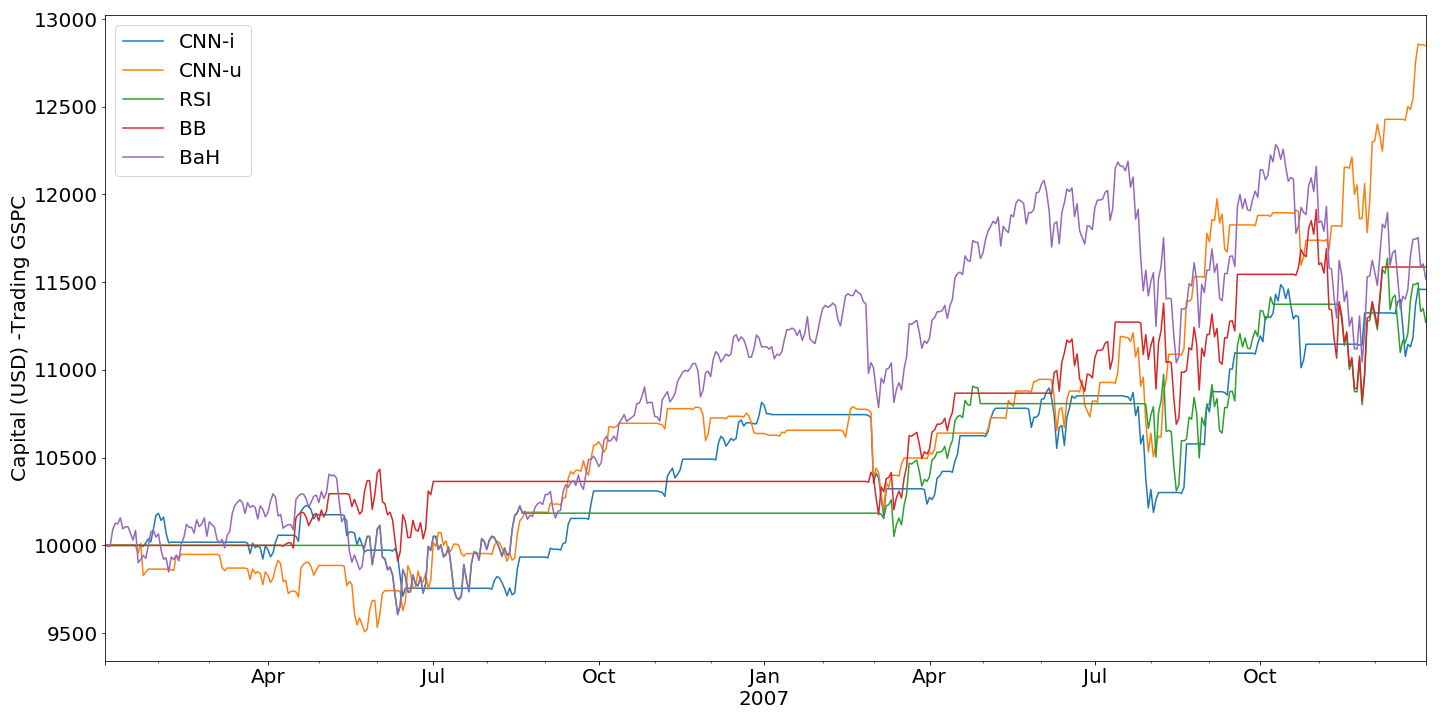 13000
12500
12000
11500
11000
10500
10000
9500
Capital (USD) -Trading GSPC
CNN-i
CNN-u
RSI
BB
BaH
Apr
Jul
Oct
Jan
2007
Apr
Jul
Oct